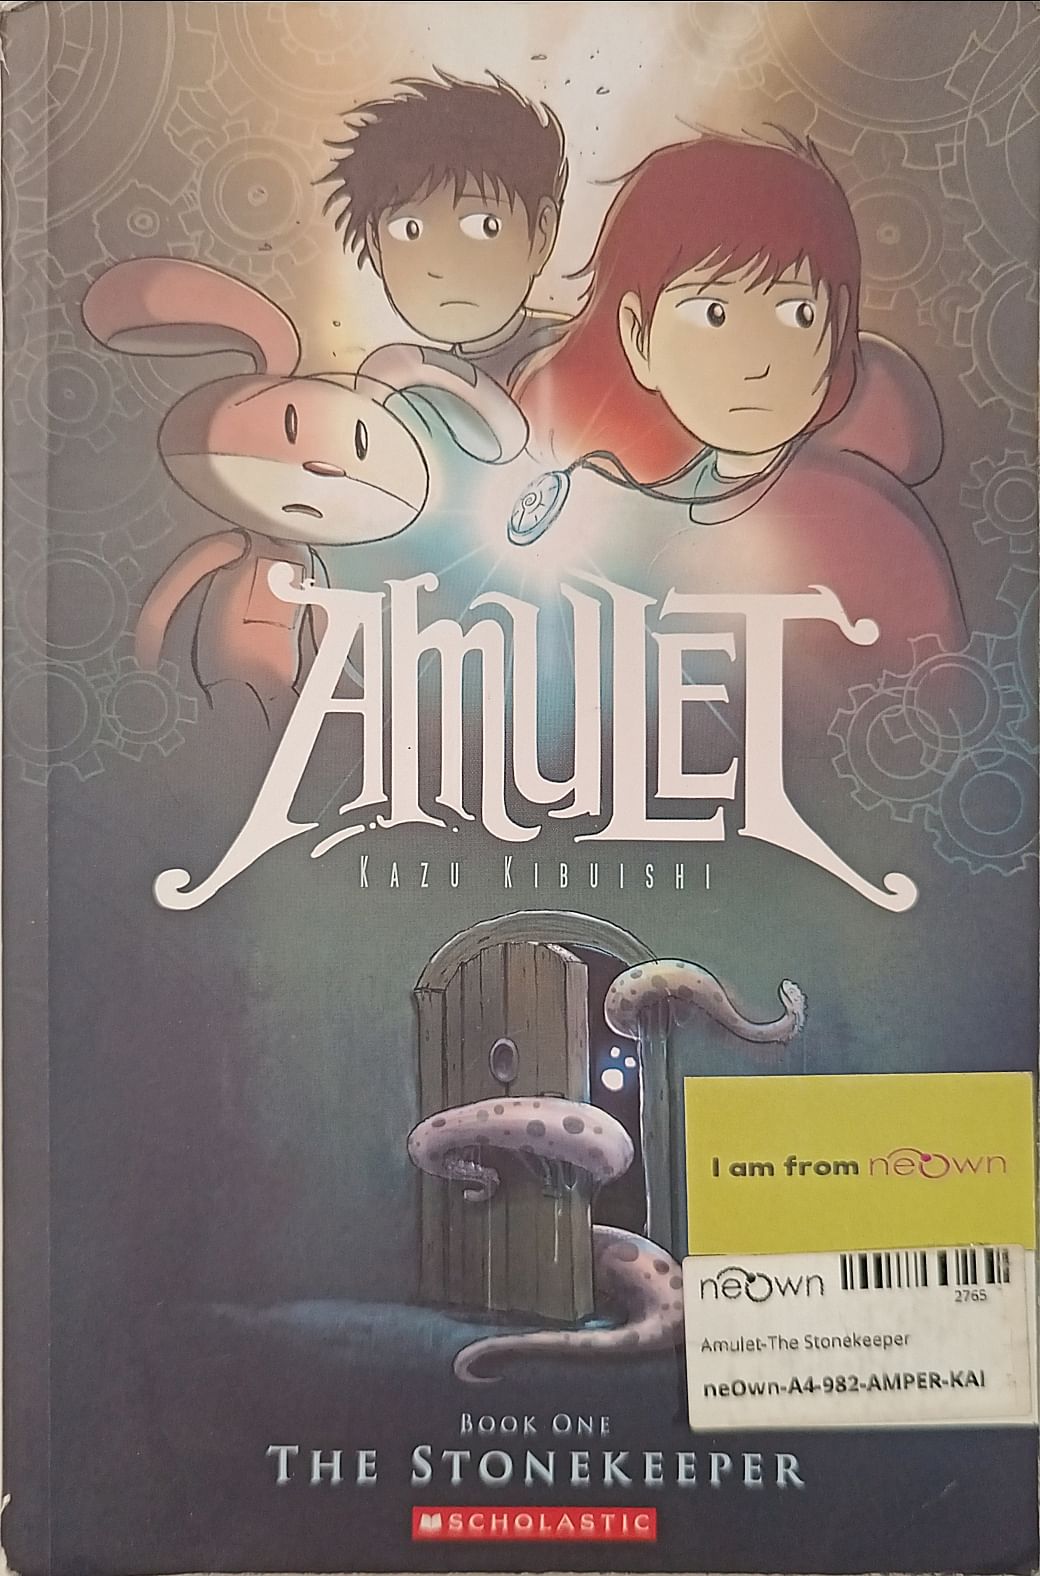 AMULET
KAZU KIBUISHI
I am from neOwn
neOwn
2765
Amulet-The Stonekeeper
neOwn-A4-982-AMPER-KAI
BOOK ONE
THE STONEKEEPER
SCHOLASTIC